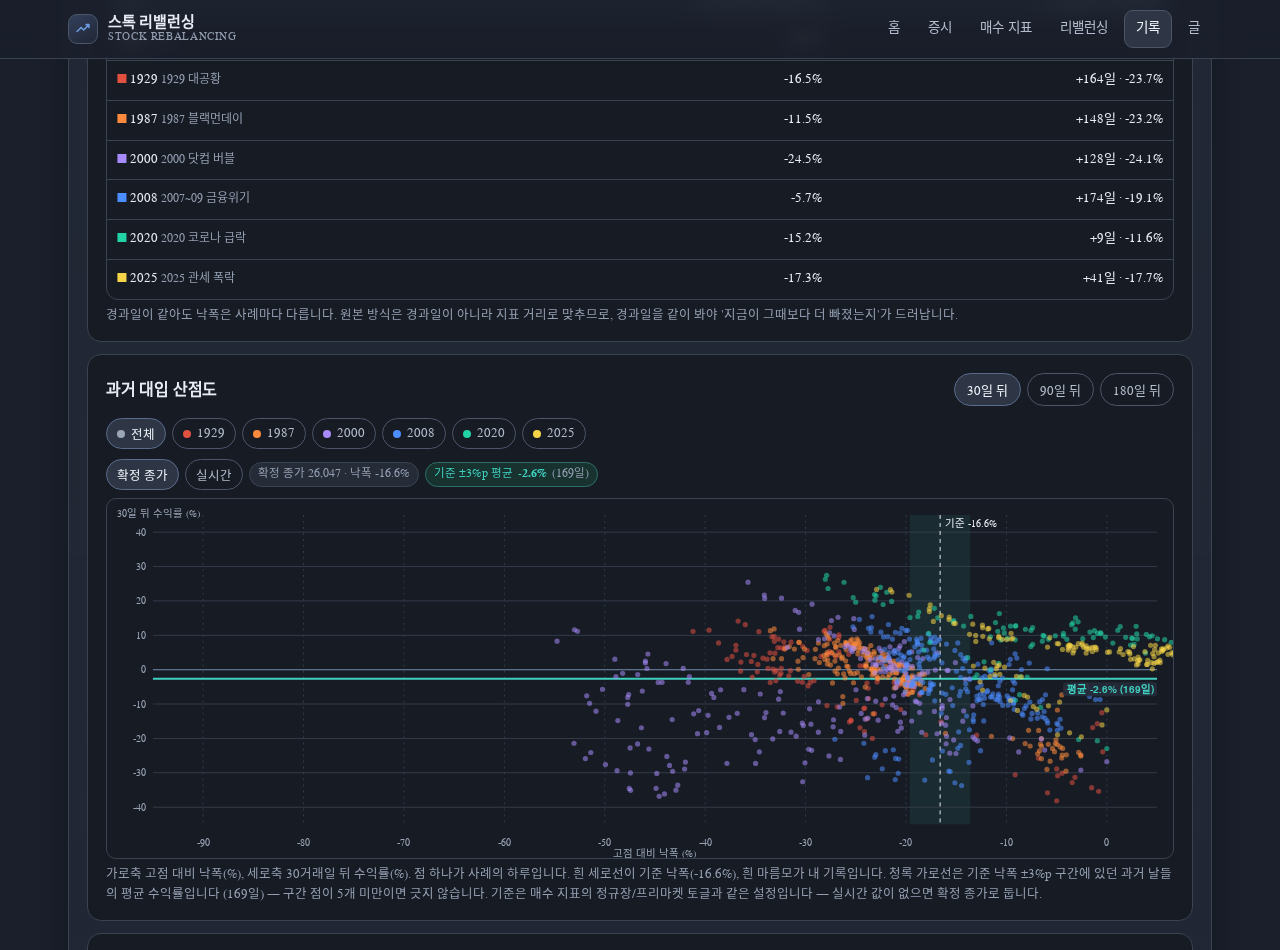 스톡 리밸런싱
STOCK REBALANCING
홈 증시 매수 지표 리밸런싱 기록 글
1929 1929 대공황 -16.5% +164일 · -23.7%
1987 1987 블랙먼데이 -11.5% +148일 · -23.2%
2000 2000 닷컴 버블 -24.5% +128일 · -24.1%
2008 2007~09 금융위기 -5.7% +174일 · -19.1%
2020 2020 코로나 급락 -15.2% +9일 · -11.6%
2025 2025 관세 폭락 -17.3% +41일 · -17.7%
경과일이 같아도 낙폭은 사례마다 다릅니다. 원본 방식은 경과일이 아니라 지표 거리로 맞추므로, 경과일을 같이 봐야 '지금이 그때보다 더 빠졌는지'가 드러납니다.
과거 대입 산점도
30일 뒤 90일 뒤 180일 뒤
전체 1929 1987 2000 2008 2020 2025
확정 종가 실시간 확정 종가 26,047 · 낙폭 -16.6% 기준 ±3%p 평균 -2.6% (169일)
30일 뒤 수익률 (%)
기준 -16.6%
40
30
20
10
0
평균 -2.6% (169일)
-10
-20
-30
-40
-90 -80 -70 -60 -50 -40 -30 -20 -10 0
고점 대비 낙폭 (%)
가로축 고점 대비 낙폭(%), 세로축 30거래일 뒤 수익률(%). 점 하나가 사례의 하루입니다. 흰 세로선이 기준 낙폭(-16.6%), 흰 마름모가 내 기록입니다. 청록 가로선은 기준 낙폭 ±3%p 구간에 있던 과거 날들
의 평균 수익률입니다 (169일) — 구간 점이 5개 미만이면 긋지 않습니다. 기준은 매수 지표의 정규장/프리마켓 토글과 같은 설정입니다 — 실시간 값이 없으면 확정 종가로 둡니다.